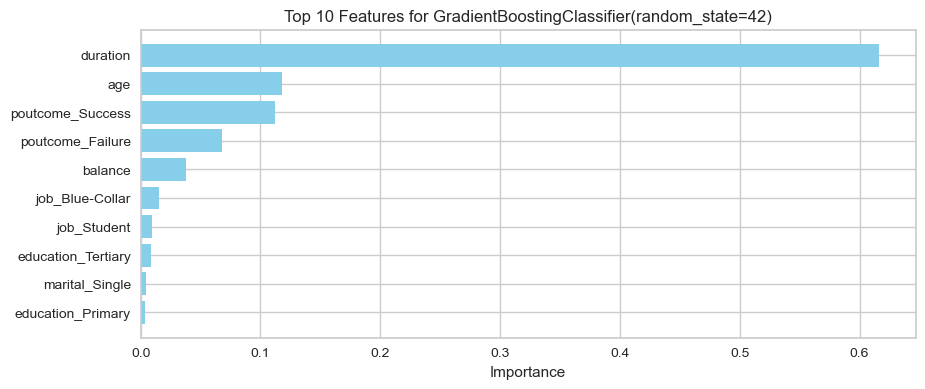 Top 10 Features for GradientBoostingClassifier(random_state=42)
duration
age
poutcome_Success
poutcome_Failure
balance
job_Blue-Collar
job_Student
education_Tertiary
marital_Single
education_Primary
0.0 0.1 0.2 0.3 0.4 0.5 0.6
Importance